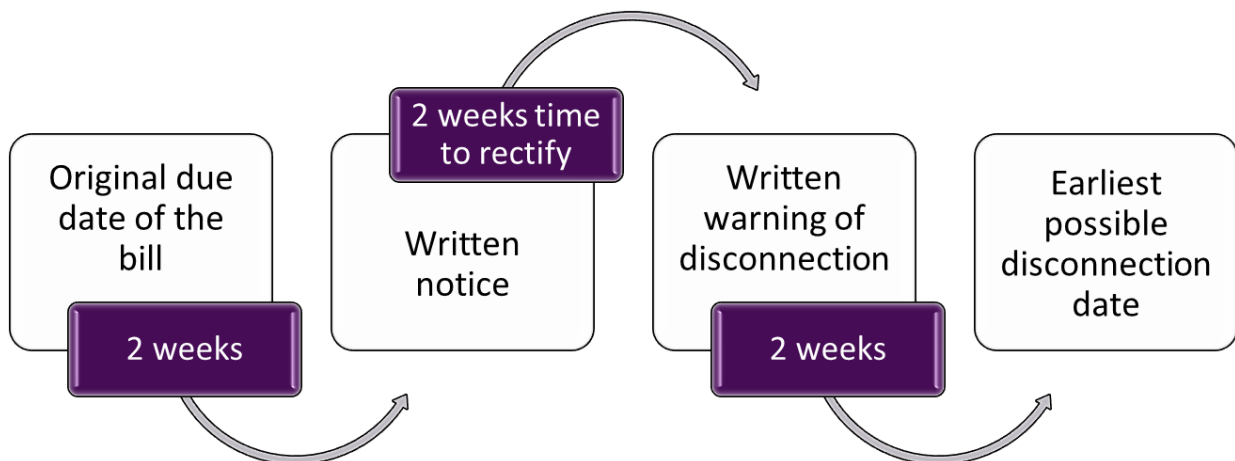 Original due
date of the
bill
2 weeks
2 weeks time
to rectify
Written
notice
Written
warning of
disconnection
2 weeks
Earliest
possible
disconnection
date